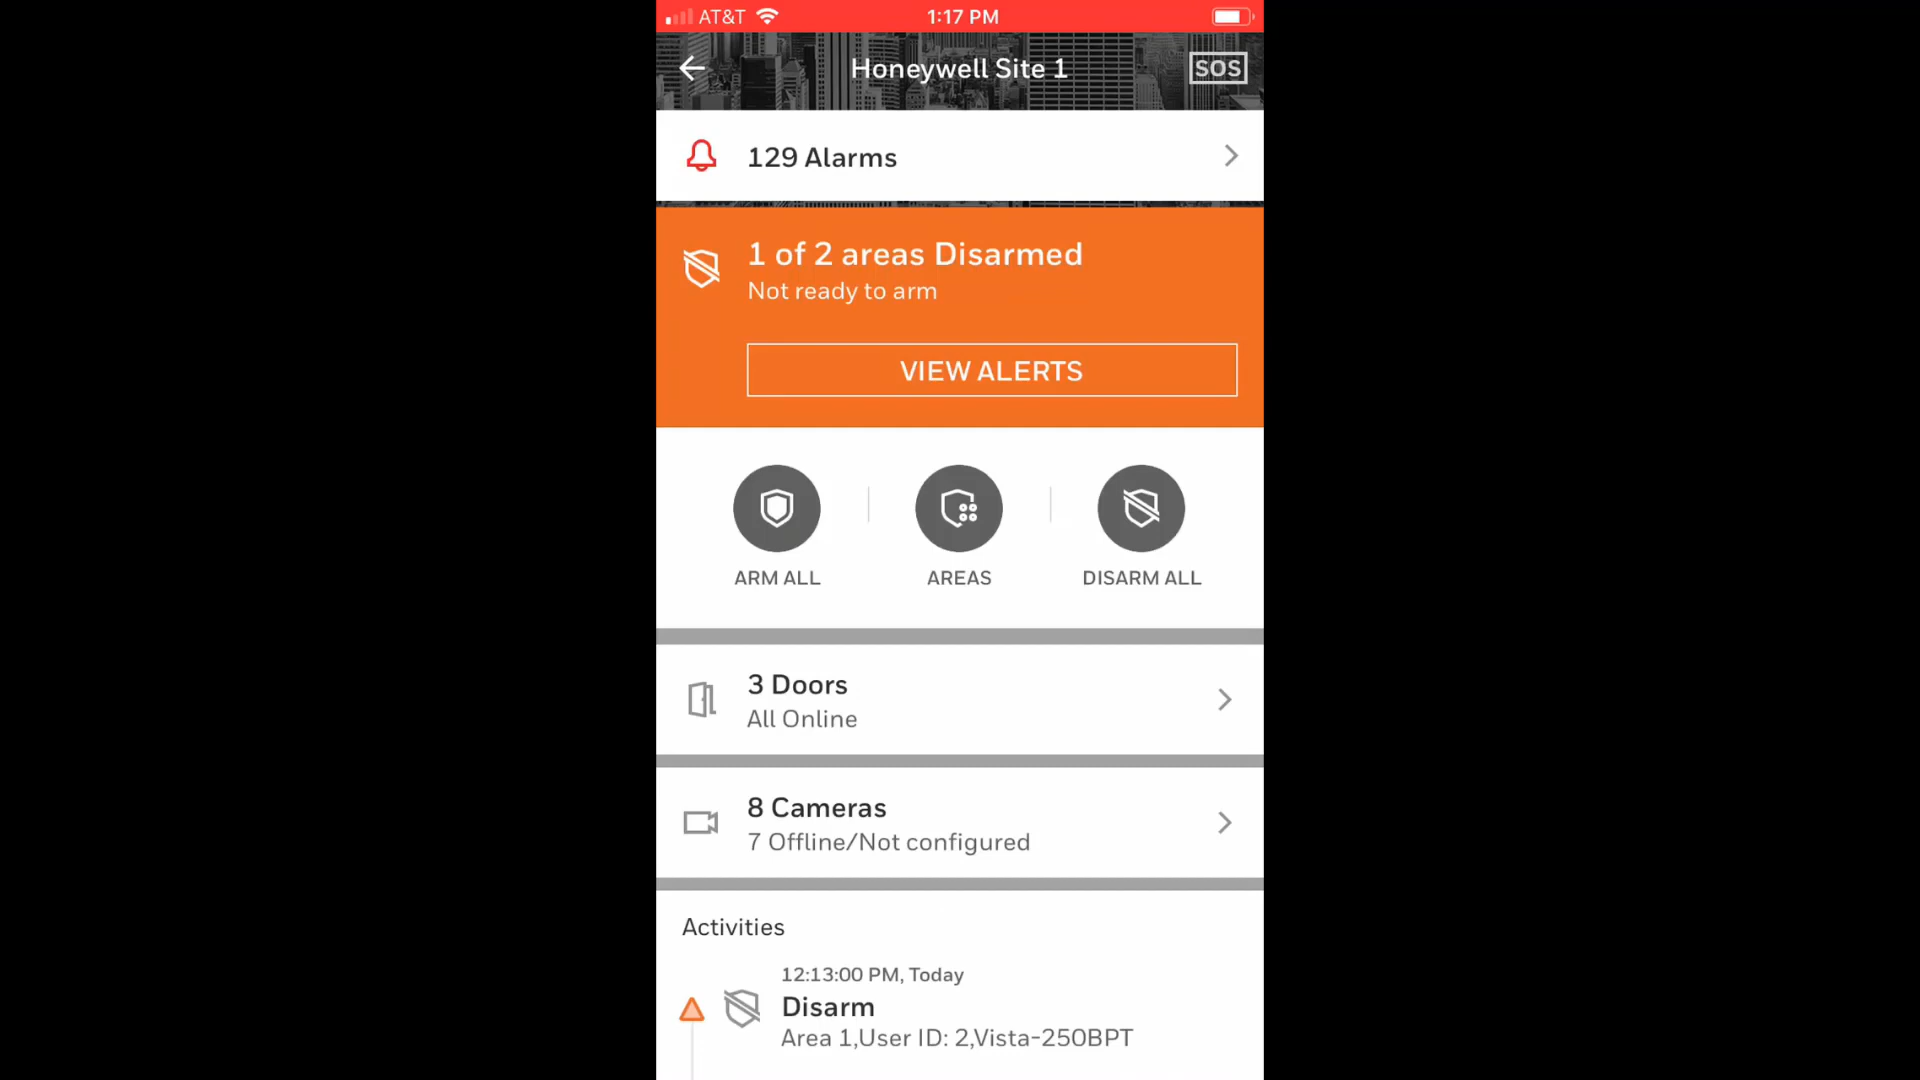 AT&T 1:17 PM
Honeywell Site 1 SOS
129 Alarms
1 of 2 areas Disarmed
Not ready to arm
VIEW ALERTS
ARM ALL AREAS DISARM ALL
3 Doors
All Online
8 Cameras
7 Offline/Not configured
Activities
12:13:00 PM, Today
Disarm
Area 1,User ID: 2,Vista-250BPT